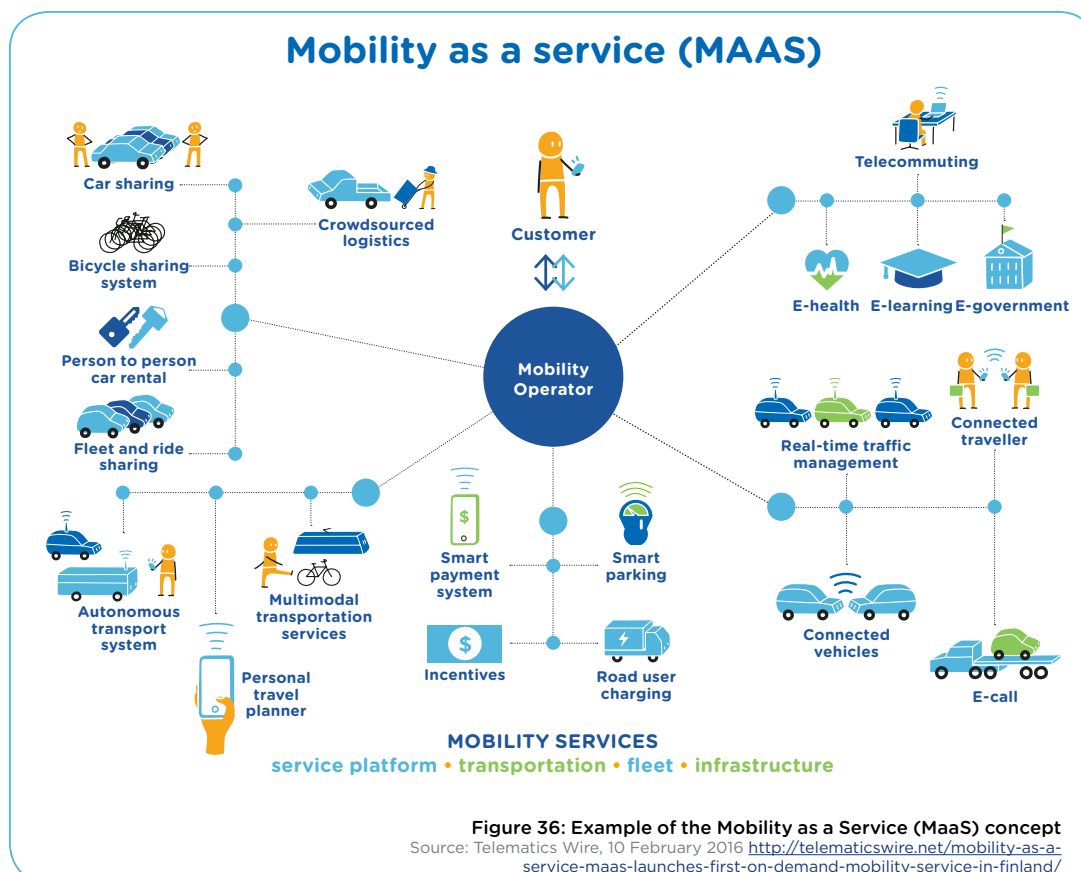 Mobility as a service (MAAS)
Car sharing
Crowdsourced
logistics
Bicycle sharing
system
Person to person
car rental
Fleet and ride
sharing
Customer
Mobility
Operator
Telecommuting
E-health
E-learning
E-government
Real-time traffic
management
Connected
traveller
Connected
vehicles
E-call
Autonomous
transport
system
Personal
travel
planner
Multimodal
transportation
services
$
Smart
payment
system
Smart
parking
$
Incentives
Road user
charging
MOBILITY SERVICES
service platform • transportation • fleet • infrastructure
Figure 36: Example of the Mobility as a Service (MaaS) concept
Source: Telematics Wire, 10 February 2016 http://telematicswire.net/mobility-as-a-
service-maas-launches-first-on-demand-mobility-service-in-finland/